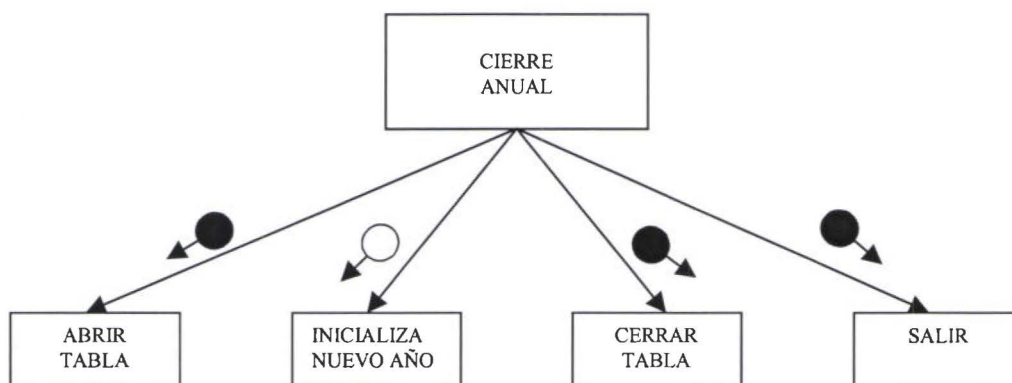 CIERRE
ANUAL
ABRIR
TABLA
INICIALIZA
NUEVO AÑO
CERRAR
TABLA
SALIR